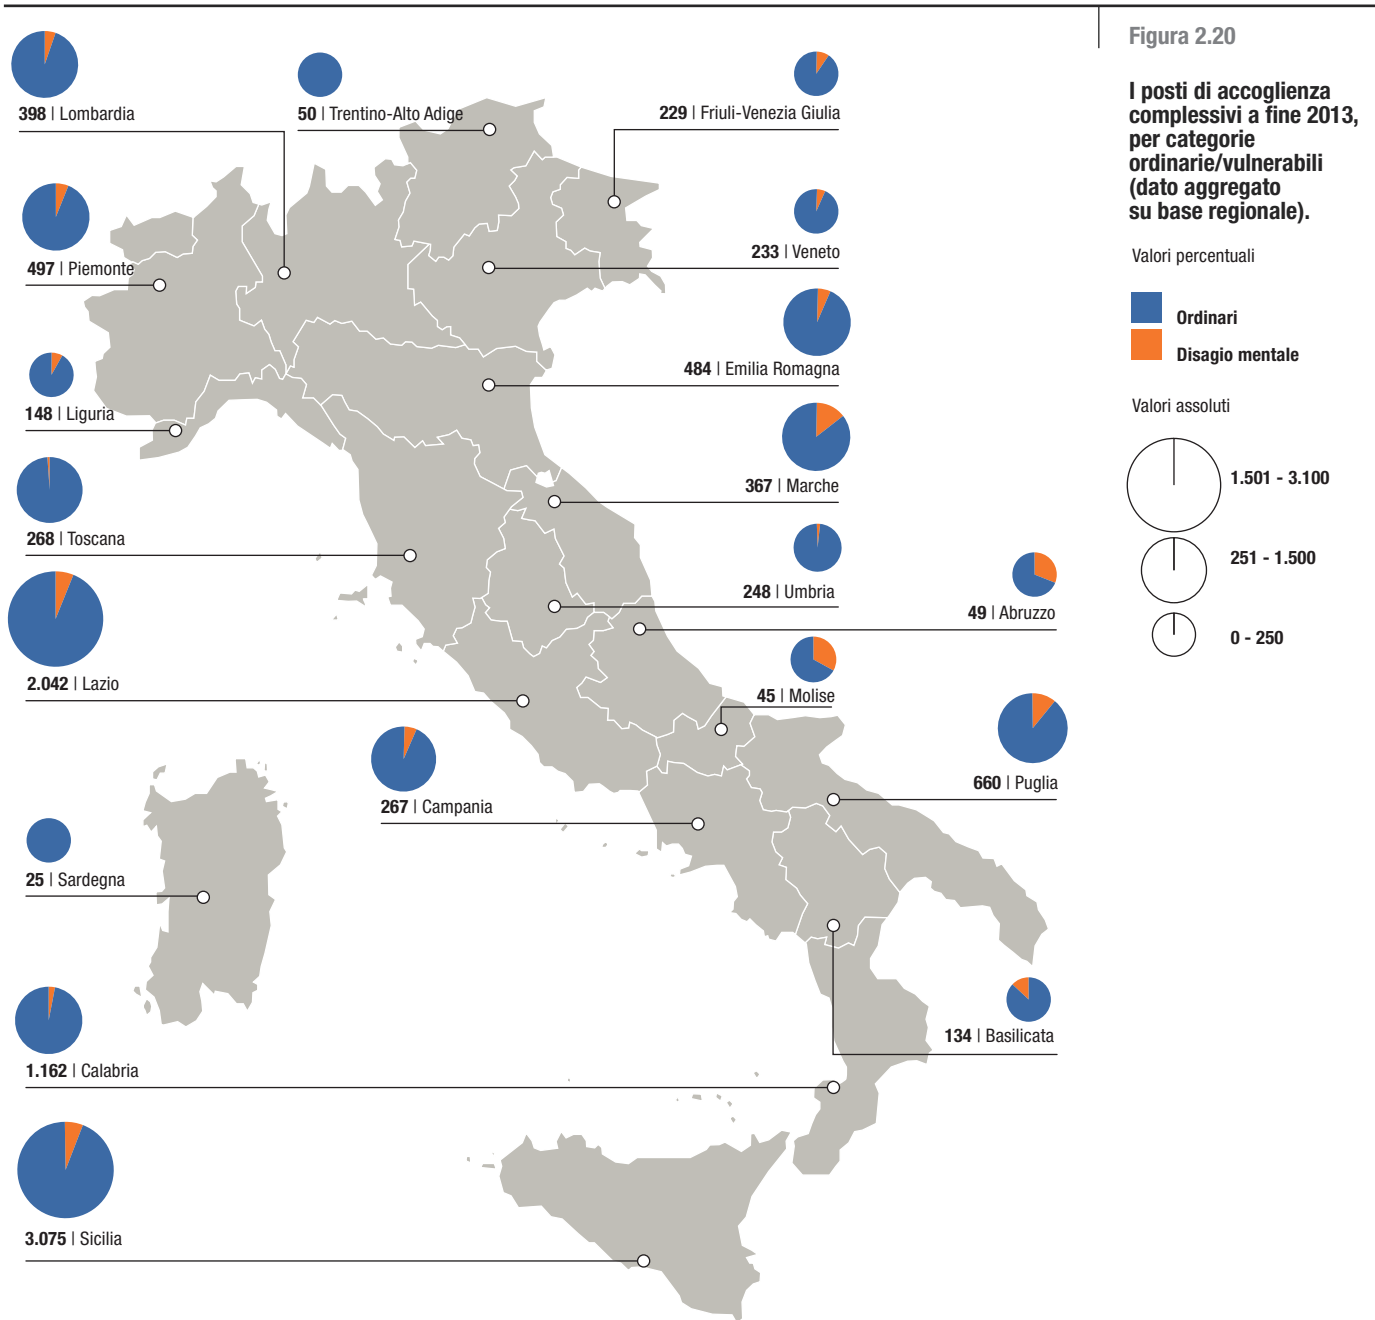 Figura 2.20
I posti di accoglienza
complessivi a fine 2013,
per categorie
ordinarie/vulnerabili
(dato aggregato
su base regionale).
Valori percentuali
Ordinari
Disagio mentale
Valori assoluti
1.501 - 3.100
251 - 1.500
0 - 250
398 | Lombardia
50 | Trentino-Alto Adige
229 | Friuli-Venezia Giulia
497 | Piemonte
233 | Veneto
484 | Emilia Romagna
148 | Liguria
367 | Marche
268 | Toscana
248 | Umbria
49 | Abruzzo
2.042 | Lazio
45 | Molise
660 | Puglia
267 | Campania
25 | Sardegna
134 | Basilicata
1.162 | Calabria
3.075 | Sicilia